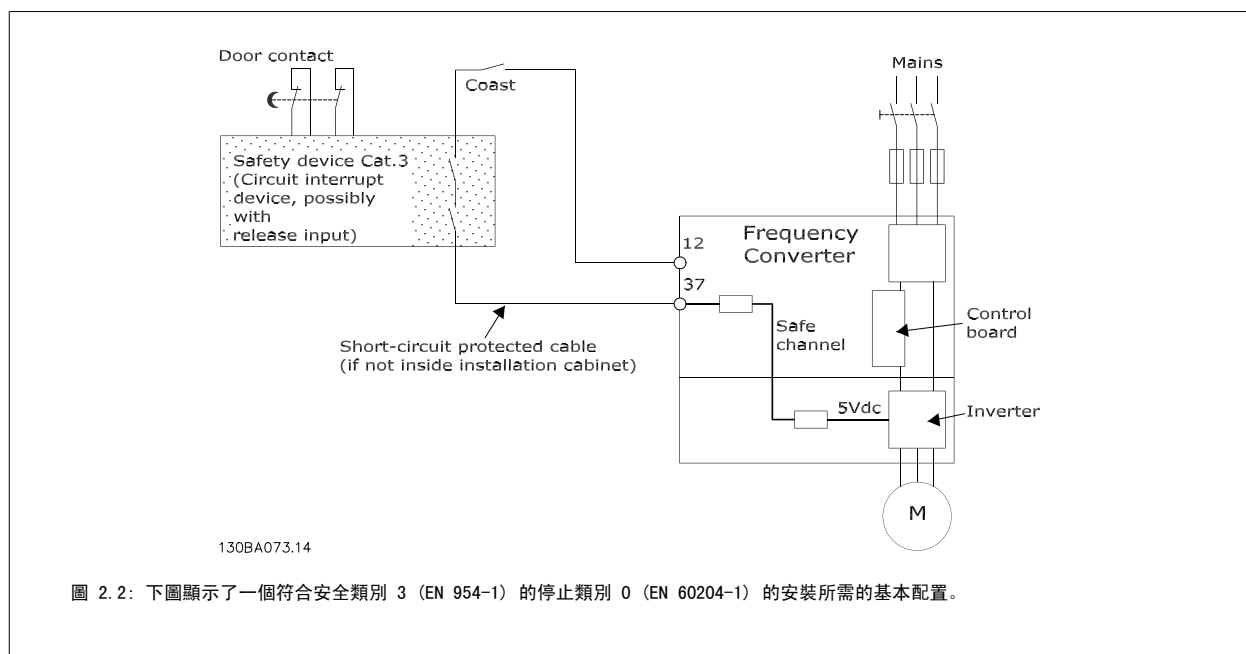 Door contact
Mains
Coast
Safety device Cat.3
(Circuit interrupt
device, possibly
with
release input)
12
Frequency
Converter
37
Safe
channel
Control
board
Short-circuit protected cable
(if not inside installation cabinet)
5Vdc
Inverter
M
130BA073.14
圖 2.2: 下圖顯示了一個符合安全類別 3 (EN 954-1) 的停止類別 0 (EN 60204-1) 的安裝所需的基本配置。